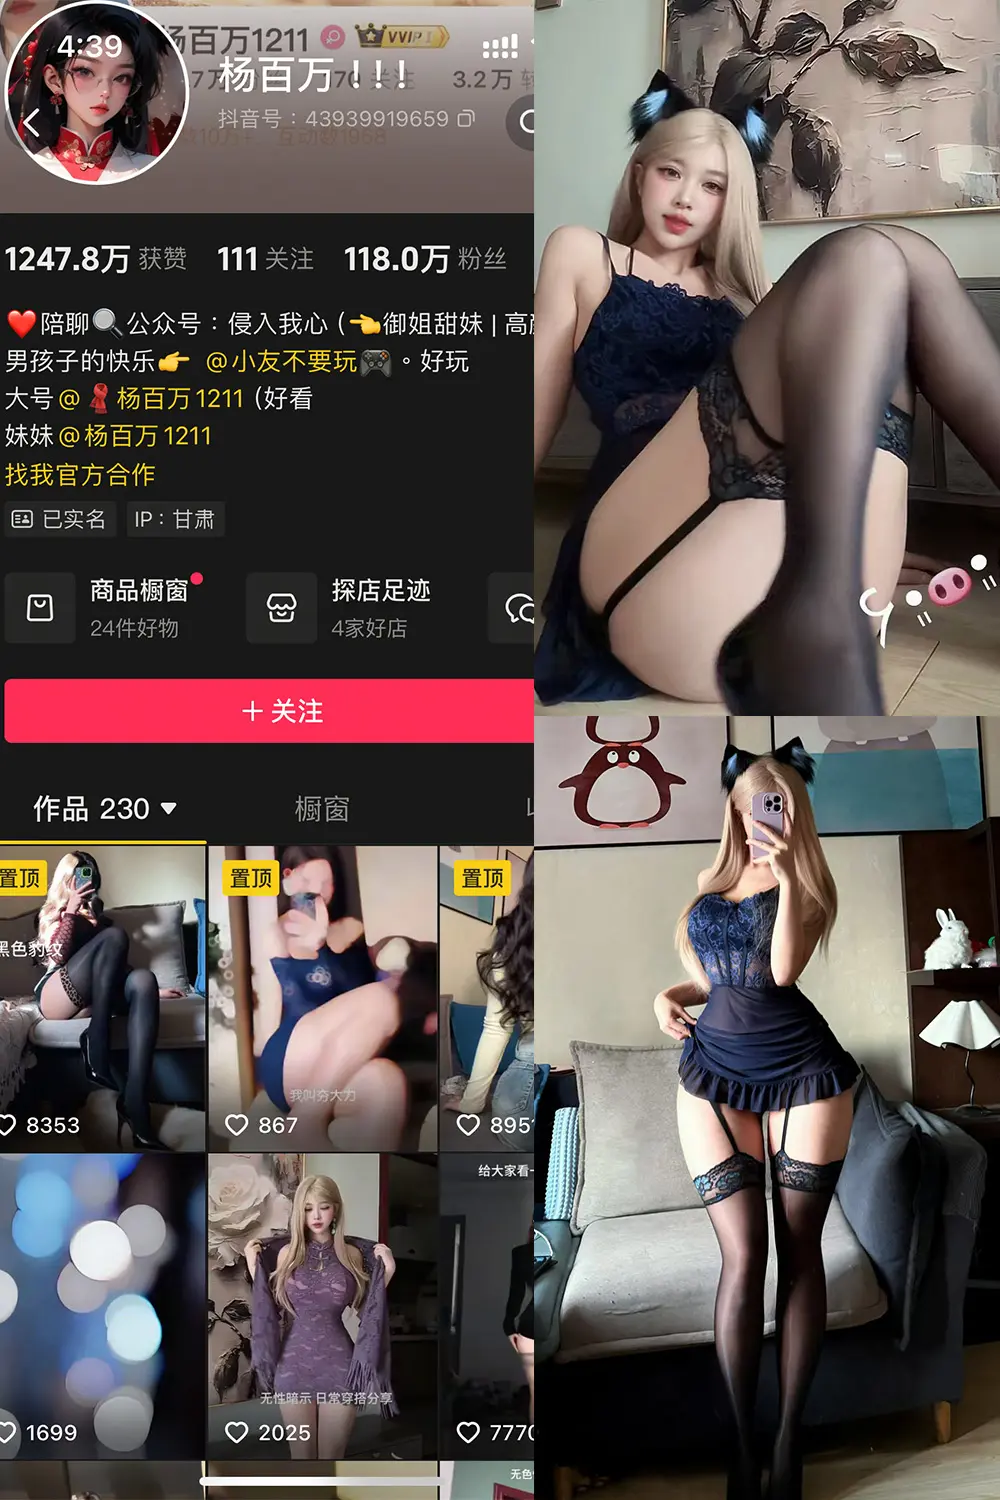 4:39
杨百万1211
VVIP1
杨百万！！！
关注
3.2万
抖音号：43939919659
1247.8万 获赞 111 关注 118.0万 粉丝
陪聊 公众号：侵入我心 (御姐甜妹 | 高
男孩子的快乐 @小友不要玩。好玩
大号@杨百万1211 (好看
妹妹@杨百万1211
找我官方合作
已实名 IP：甘肃
商品橱窗 探店足迹
24件好物 4家好店
+ 关注
作品 230 橱窗
置顶 置顶 置顶
黑色豹纹
我叫夯大力
8353 867 895
给大家看一
无性暗示 日常穿搭分享
1699 2025 7770
无色